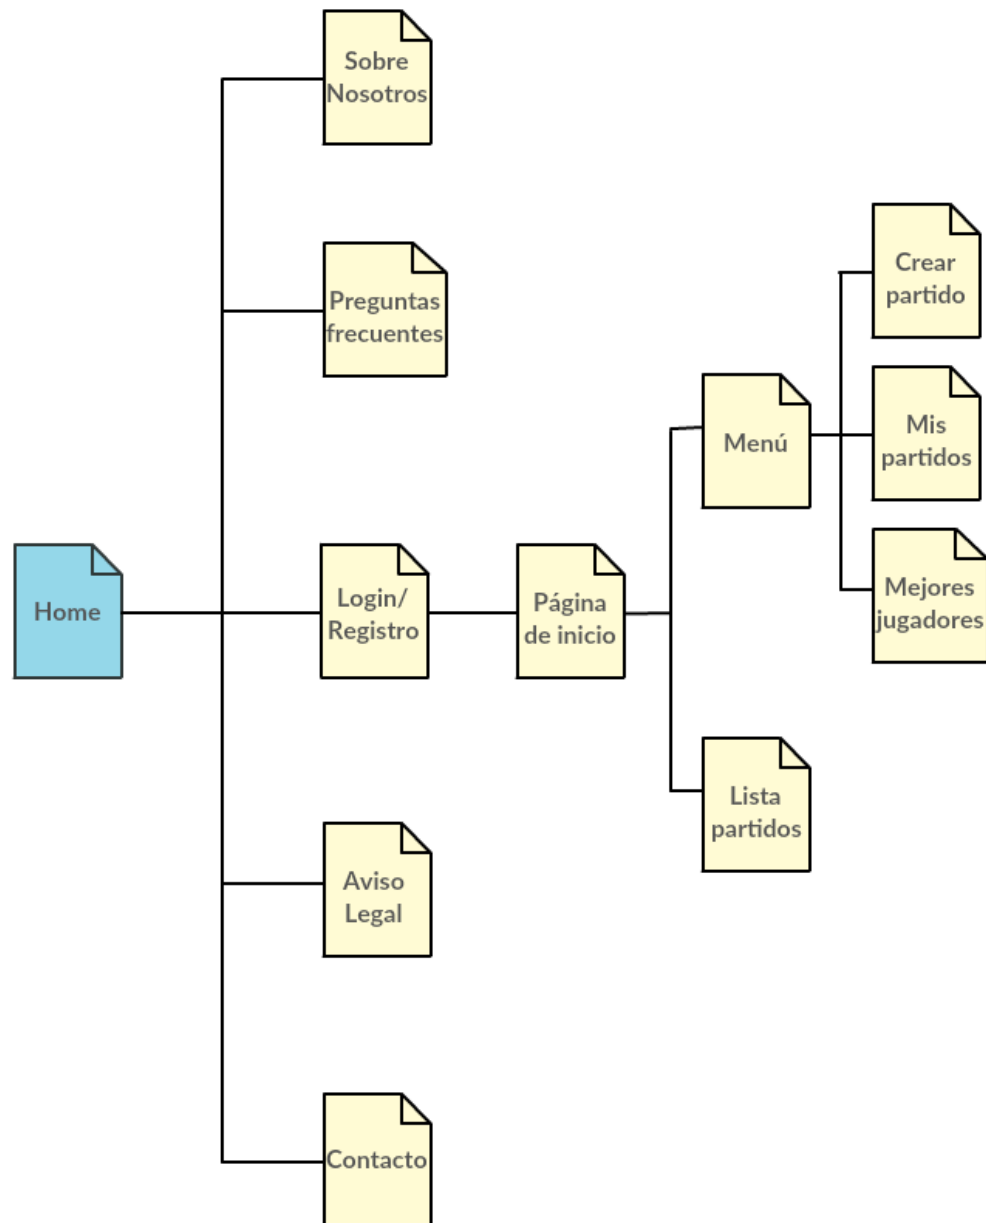 Sobre
Nosotros
Preguntas
frecuentes
Home
Login/
Registro
Página
de inicio
Menú
Crear
partido
Mis
partidos
Mejores
jugadores
Lista
partidos
Aviso
Legal
Contacto